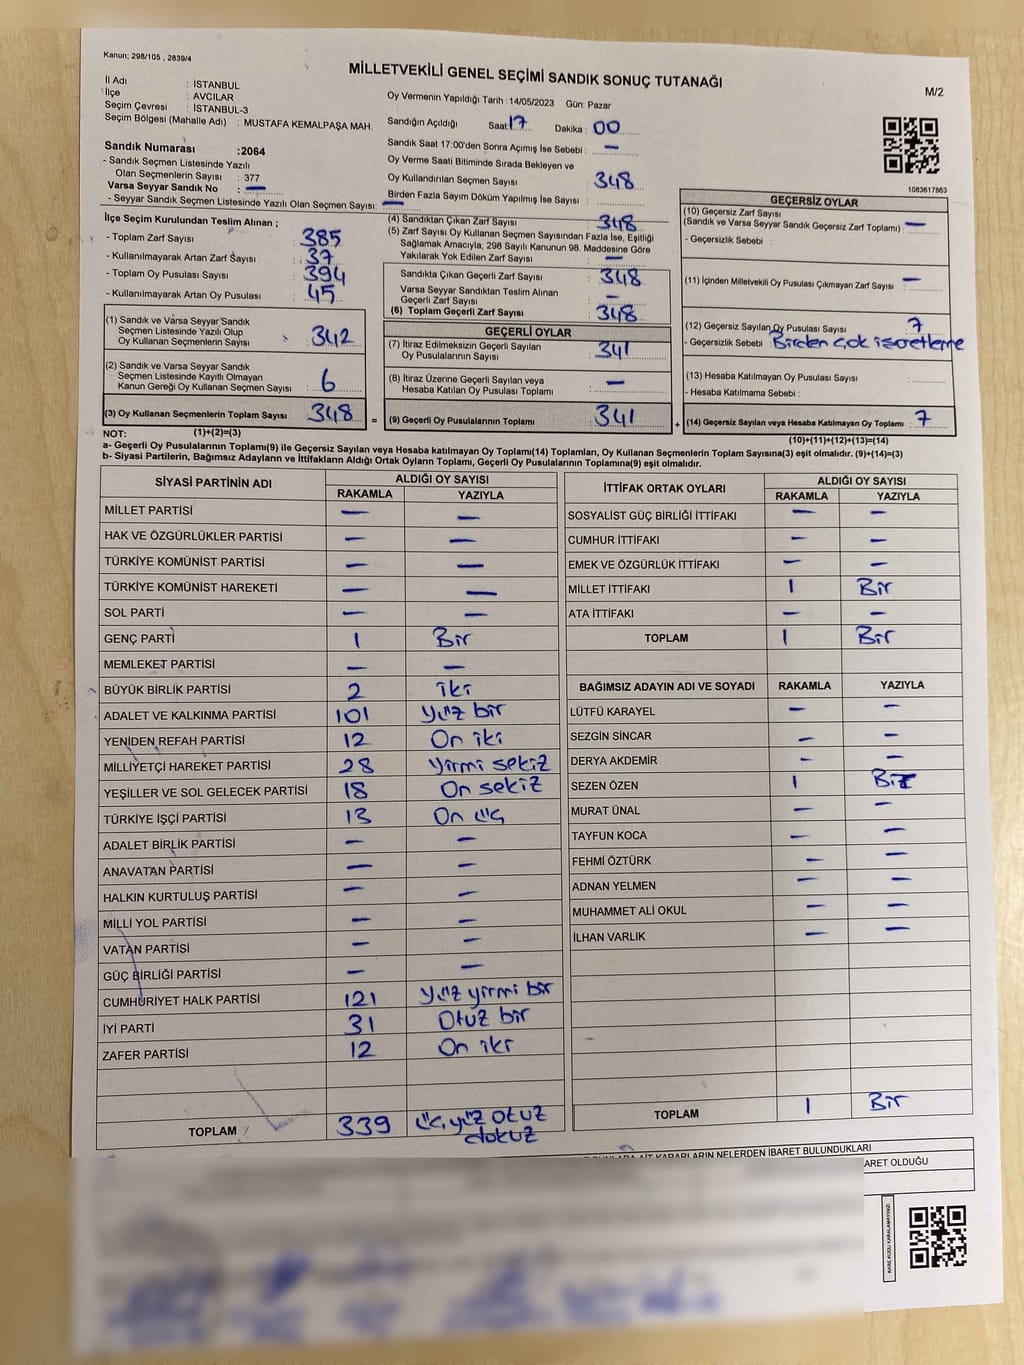 Kanun; 298/105 , 2839/4
MİLLETVEKİLİ GENEL SEÇİMİ SANDIK SONUÇ TUTANAĞI
M/2
İl Adı : İSTANBUL
İlçe : AVCILAR
Seçim Çevresi : İSTANBUL-3
Seçim Bölgesi (Mahalle Adı) : MUSTAFA KEMALPAŞA MAH.
Sandık Numarası :2064
- Sandık Seçmen Listesinde Yazılı
Olan Seçmenlerin Sayısı : 377
Varsa Seyyar Sandık No : —
- Seyyar Sandık Seçmen Listesinde Yazılı Olan Seçmen Sayısı: —
Oy Vermenin Yapıldığı Tarih :14/05/2023 Gün: Pazar
Sandığın Açıldığı Saat 17 Dakika : 00
Sandık Saat 17:00'den Sonra Açımış İse Sebebi : —
Oy Verme Saati Bitiminde Sırada Bekleyen ve
Oy Kullandırılan Seçmen Sayısı : 348
Birden Fazla Sayım Döküm Yapılmış İse Sayısı :
1083617863
İlçe Seçim Kurulundan Teslim Alınan ;
- Toplam Zarf Sayısı : 385
- Kullanılmayarak Artan Zarf Sayısı : 37
- Toplam Oy Pusulası Sayısı : 394
- Kullanılmayarak Artan Oy Pusulası : 45
(1) Sandık ve Varsa Seyyar Sandık
Seçmen Listesinde Yazılı Olup
Oy Kullanan Seçmenlerin Sayısı : 342
(2) Sandık ve Varsa Seyyar Sandık
Seçmen Listesinde Kayıtlı Olmayan
Kanun Gereği Oy Kullanan Seçmen Sayısı : 6
(3) Oy Kullanan Seçmenlerin Toplam Sayısı : 348 =
(1)+(2)=(3)
(4) Sandıktan Çıkan Zarf Sayısı : 348
(5) Zarf Sayısı Oy Kullanan Seçmen Sayısından Fazla İse, Eşitliği
Sağlamak Amacıyla, 298 Sayılı Kanunun 98. Maddesine Göre
Yakılarak Yok Edilen Zarf Sayısı : —
Sandıkta Çıkan Geçerli Zarf Sayısı : 348
Varsa Seyyar Sandıktan Teslim Alınan
Geçerli Zarf Sayısı : —
(6) Toplam Geçerli Zarf Sayısı : 348
GEÇERLİ OYLAR
(7) İtiraz Edilmeksizin Geçerli Sayılan
Oy Pusulalarının Sayısı : 341
(8) İtiraz Üzerine Geçerli Sayılan veya
Hesaba Katılan Oy Pusulası Toplamı : —
(9) Geçerli Oy Pusulalarının Toplamı : 341 +
GEÇERSİZ OYLAR
(10) Geçersiz Zarf Sayısı
(Sandık ve Varsa Seyyar Sandık Geçersiz Zarf Toplamı) : —
- Geçersizlik Sebebi :
(11) İçinden Milletvekili Oy Pusulası Çıkmayan Zarf Sayısı : —
(12) Geçersiz Sayılan Oy Pusulası Sayısı : 7
- Geçersizlik Sebebi : Birden çok işaretleme
(13) Hesaba Katılmayan Oy Pusulası Sayısı :
- Hesaba Katılmama Sebebi :
(14) Geçersiz Sayılan veya Hesaba Katılmayan Oy Toplamı : 7
(10)+(11)+(12)+(13)=(14)
NOT:
a- Geçerli Oy Pusulalarının Toplamı(9) ile Geçersiz Sayılan veya Hesaba katılmayan Oy Toplamı(14) Toplamları, Oy Kullanan Seçmenlerin Toplam Sayısına(3) eşit olmalıdır. (9)+(14)=(3)
b- Siyasi Partilerin, Bağımsız Adayların ve İttifakların Aldığı Ortak Oyların Toplamı, Geçerli Oy Pusulalarının Toplamına(9) eşit olmalıdır.
SİYASİ PARTİNİN ADI ALDIĞI OY SAYISI
RAKAMLA YAZIYLA
MİLLET PARTİSİ — —
HAK VE ÖZGÜRLÜKLER PARTİSİ — —
TÜRKİYE KOMÜNİST PARTİSİ — —
TÜRKİYE KOMÜNİST HAREKETİ — —
SOL PARTİ — —
GENÇ PARTİ 1 Bir
MEMLEKET PARTİSİ — —
BÜYÜK BİRLİK PARTİSİ 2 iki
ADALET VE KALKINMA PARTİSİ 101 yüz bir
YENİDEN REFAH PARTİSİ 12 On iki
MİLLİYETÇİ HAREKET PARTİSİ 28 yirmi sekiz
YEŞİLLER VE SOL GELECEK PARTİSİ 18 On sekiz
TÜRKİYE İŞÇİ PARTİSİ 13 On üç
ADALET BİRLİK PARTİSİ — —
ANAVATAN PARTİSİ — —
HALKIN KURTULUŞ PARTİSİ — —
MİLLİ YOL PARTİSİ — —
VATAN PARTİSİ — —
GÜÇ BİRLİĞİ PARTİSİ — —
CUMHURİYET HALK PARTİSİ 121 yüz yirmi bir
İYİ PARTİ 31 Otuz bir
ZAFER PARTİSİ 12 On iki
TOPLAM 339 üçyüz otuz
dokuz
İTTİFAK ORTAK OYLARI ALDIĞI OY SAYISI
RAKAMLA YAZIYLA
SOSYALİST GÜÇ BİRLİĞİ İTTİFAKI — —
CUMHUR İTTİFAKI — —
EMEK VE ÖZGÜRLÜK İTTİFAKI — —
MİLLET İTTİFAKI 1 Bir
ATA İTTİFAKI — —
TOPLAM 1 Bir
BAĞIMSIZ ADAYIN ADI VE SOYADI RAKAMLA YAZIYLA
LÜTFÜ KARAYEL — —
SEZGİN SİNCAR — —
DERYA AKDEMİR — —
SEZEN ÖZEN 1 Bir
MURAT ÜNAL — —
TAYFUN KOCA — —
FEHMİ ÖZTÜRK — —
ADNAN YELMEN — —
MUHAMMET ALİ OKUL — —
İLHAN VARLIK — —
TOPLAM 1 Bir
KARARLARIN NELERDEN İBARET BULUNDUKLARI
ARET OLDUĞU
KARE KODU KARALAMAYINIZ!